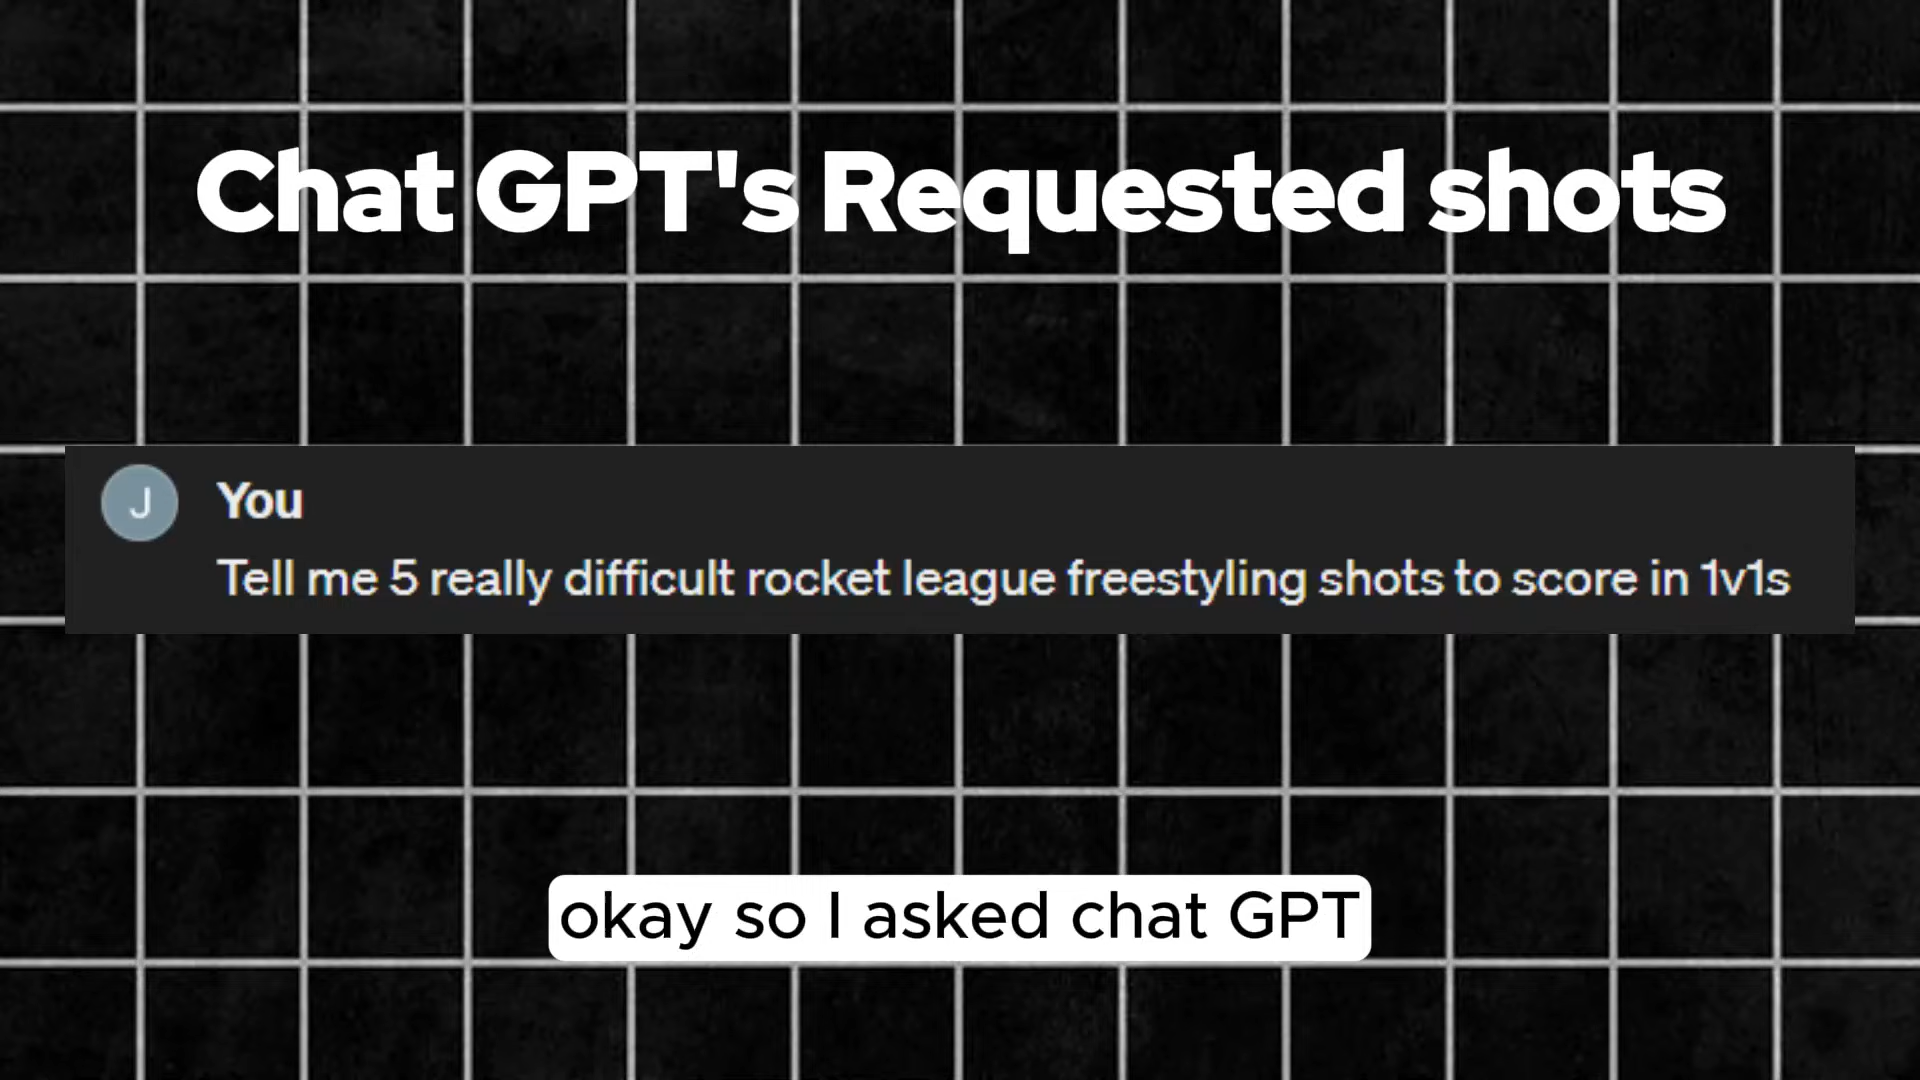 Chat GPT's Requested shots
J
You
Tell me 5 really difficult rocket league freestyling shots to score in 1v1s
okay so I asked chat GPT